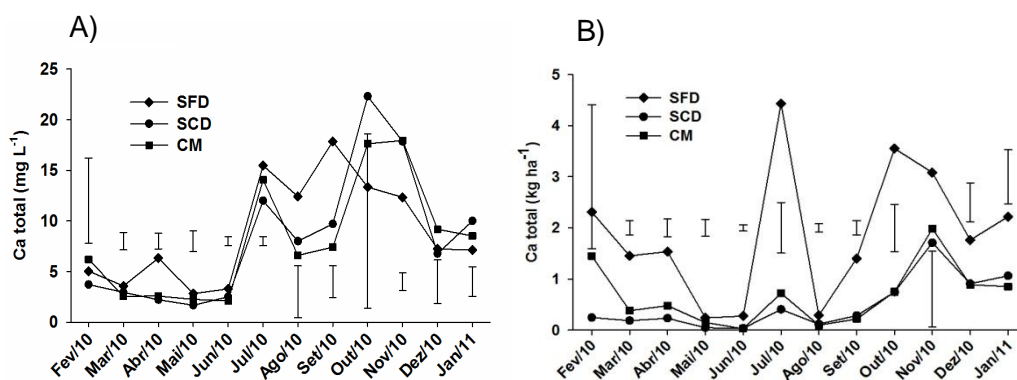 A)
Ca total (mg L⁻¹)
25
20
15
10
5
0
SFD
SCD
CM
Fev/10
Mar/10
Abr/10
Mai/10
Jun/10
Jul/10
Ago/10
Set/10
Out/10
Nov/10
Dez/10
Jan/11
B)
Ca total (kg ha⁻¹)
5
4
3
2
1
0
SFD
SCD
CM
Fev/10
Mar/10
Abr/10
Mai/10
Jun/10
Jul/10
Ago/10
Set/10
Out/10
Nov/10
Dez/10
Jan/11